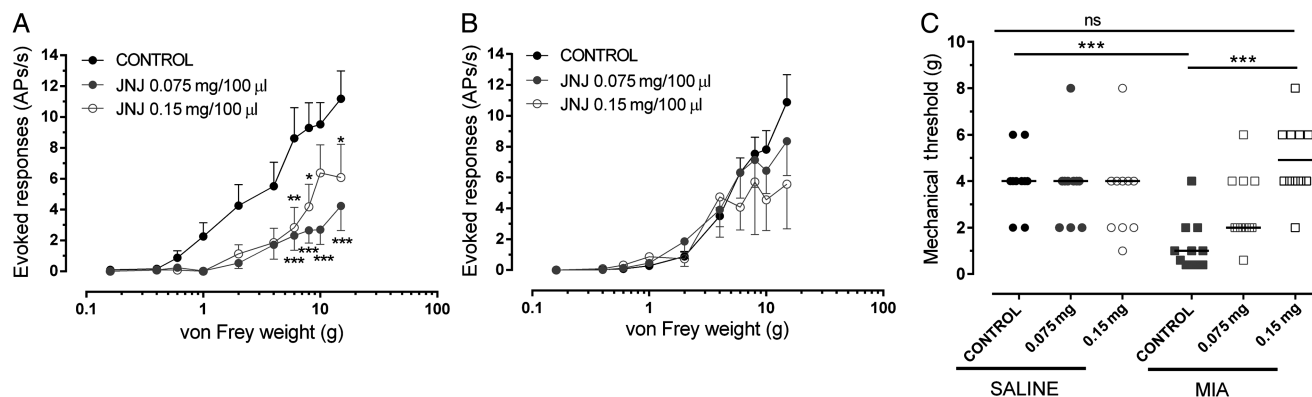 A
Evoked responses (APs/s)
14
12
10
8
6
4
2
0
CONTROL
JNJ 0.075 mg/100 μl
JNJ 0.15 mg/100 μl
**
*
*
***
***
***
***
0.1
1
10
100
von Frey weight (g)
B
Evoked responses (APs/s)
14
12
10
8
6
4
2
0
CONTROL
JNJ 0.075 mg/100 μl
JNJ 0.15 mg/100 μl
0.1
1
10
100
von Frey weight (g)
C
Mechanical threshold (g)
10
8
6
4
2
0
ns
***
***
CONTROL
0.075 mg
0.15 mg
CONTROL
0.075 mg
0.15 mg
SALINE
MIA